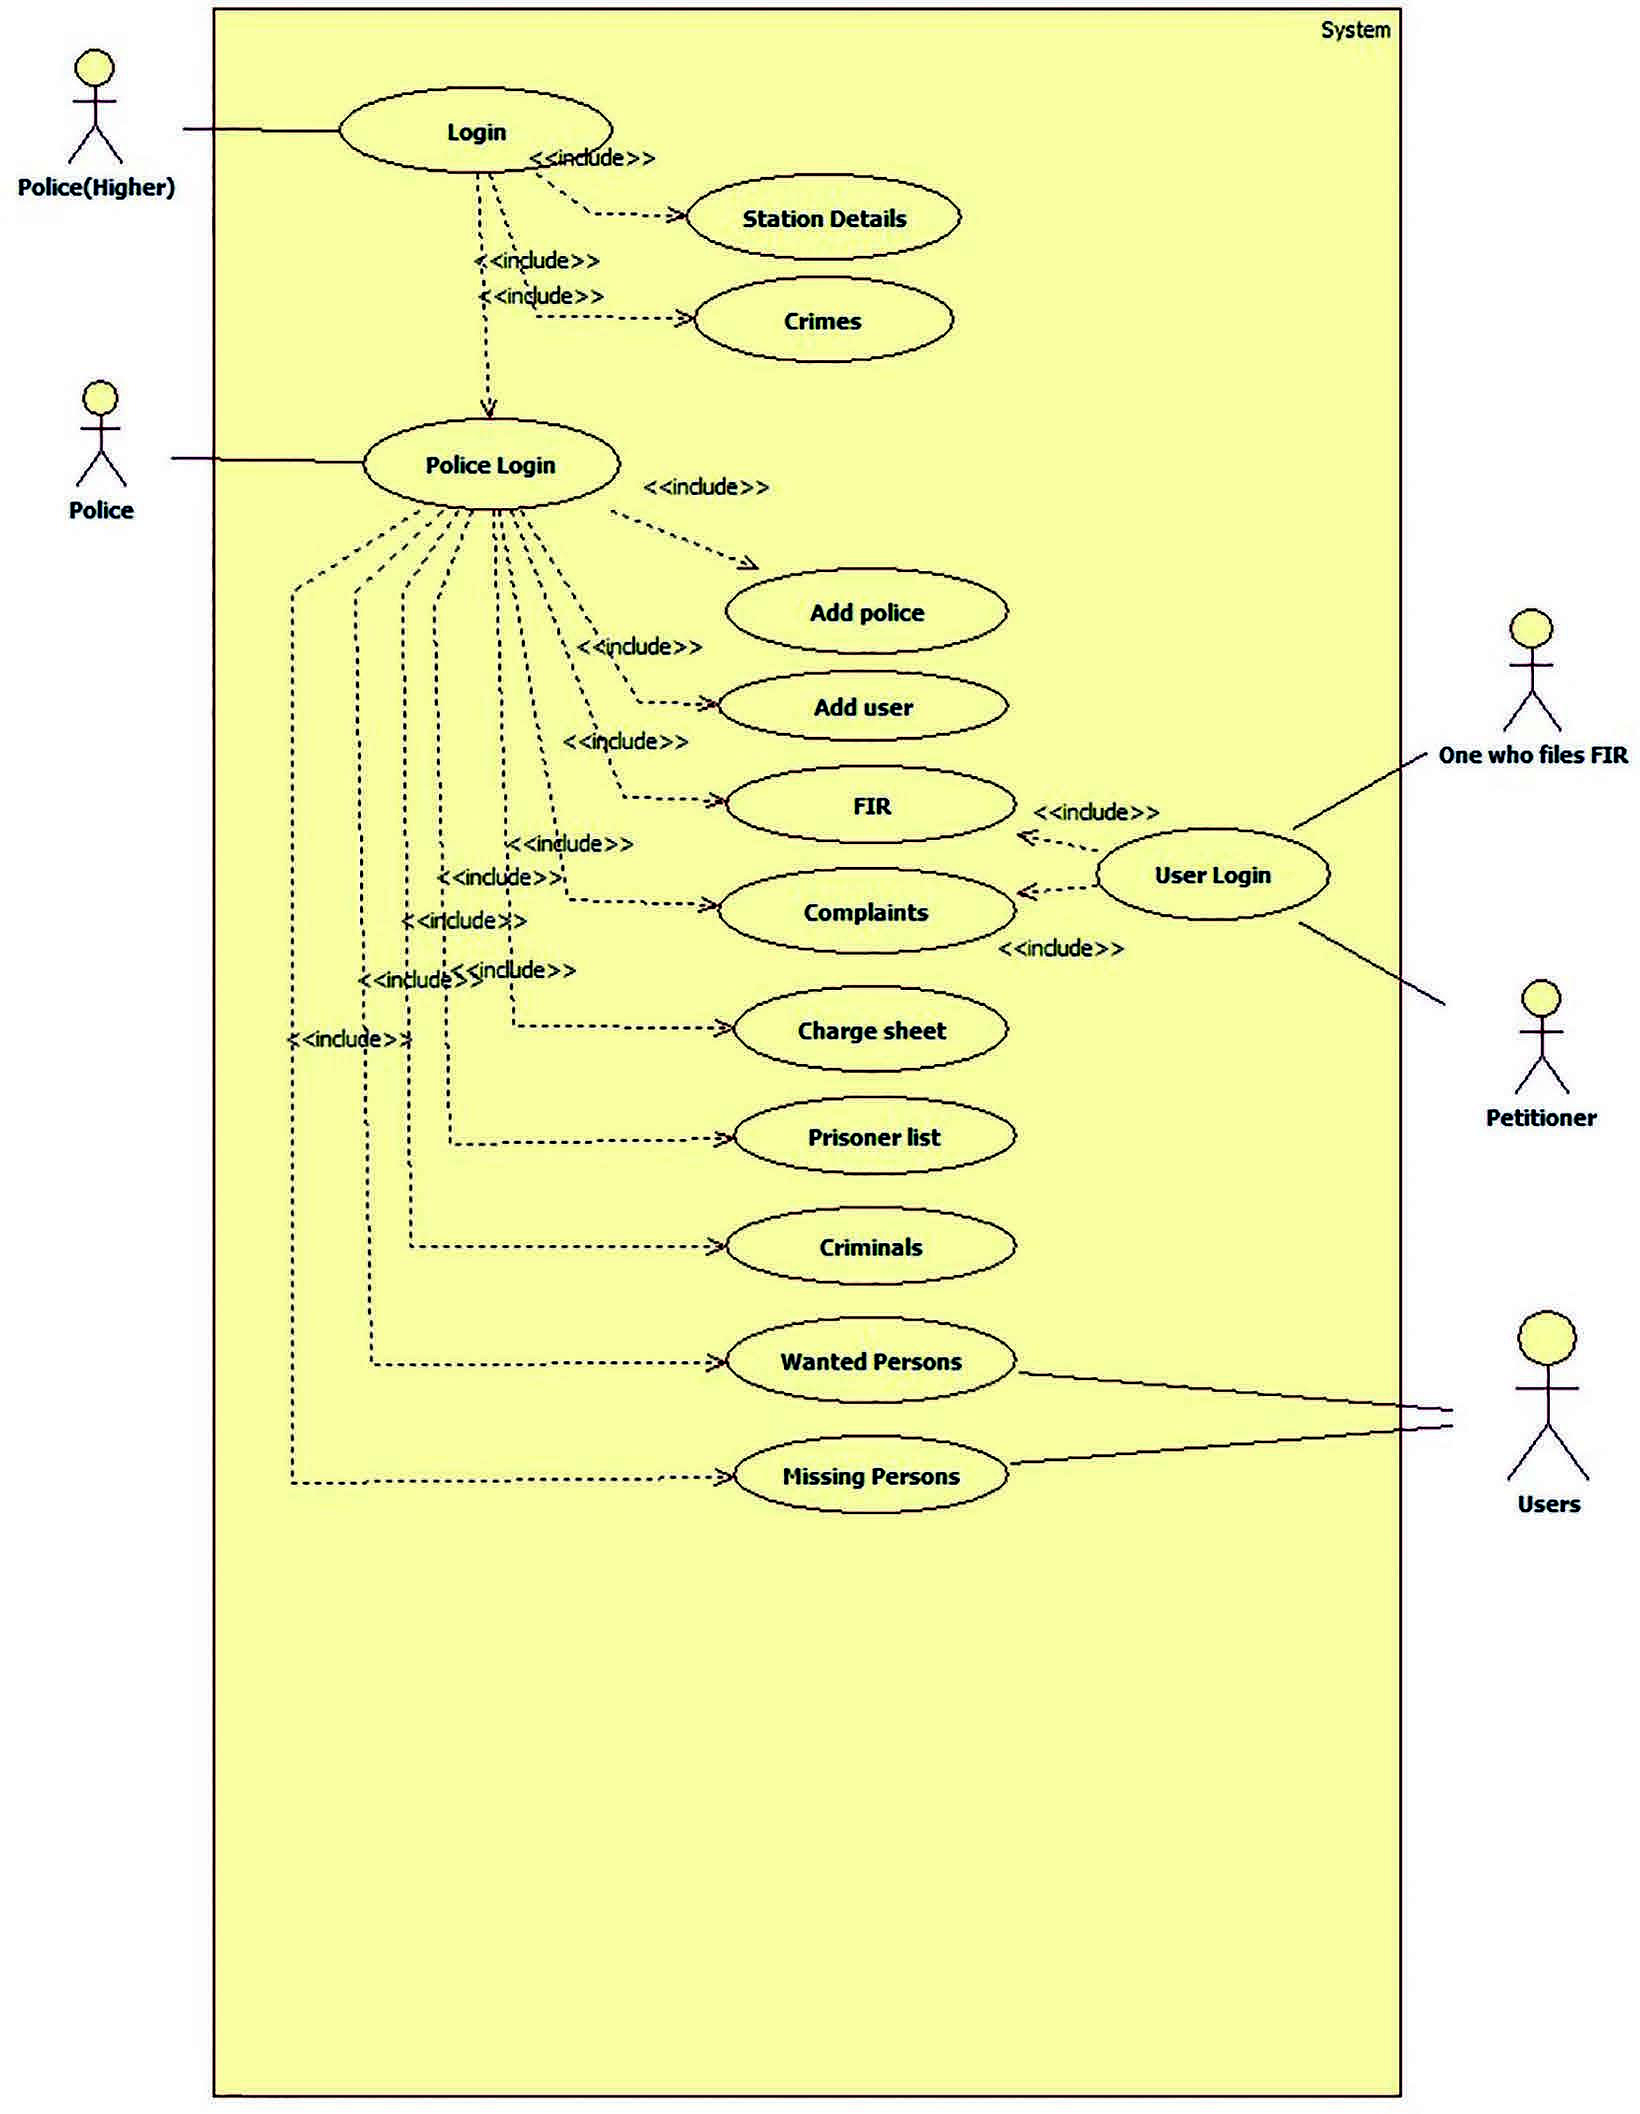 System
Login
<<include>>
Police(Higher)
Station Details
<<include>>
<<include>>
Crimes
Police Login
<<include>>
Police
Add police
<<include>>
Add user
<<include>>
One who files FIR
FIR
<<include>>
<<include>>
User Login
<<include>>
Complaints
<<include>>
<<include>>
<<include>>
<<include>>
Charge sheet
<<include>>
Petitioner
Prisoner list
Criminals
Wanted Persons
Missing Persons
Users